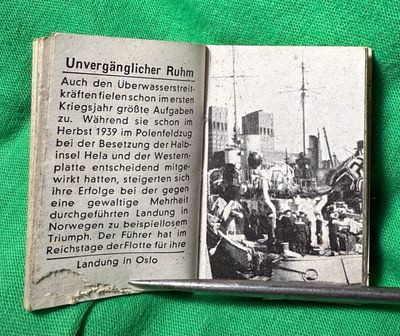 Unvergänglicher Ruhm
Auch den Überwasserstreit-
kräften fielen schon im ersten
Kriegsjahr größte Aufgaben
zu. Während sie schon im
Herbst 1939 im Polenfeldzug
bei der Besetzung der Halb-
insel Hela und der Western-
platte entscheidend mitge-
wirkt hatten, steigerten sich
ihre Erfolge bei der gegen
eine gewaltige Mehrheit
durchgeführten Landung in
Norwegen zu beispiellosem
Triumph. Der Führer hat im
Reichstage der Flotte für ihre
Landung in Oslo